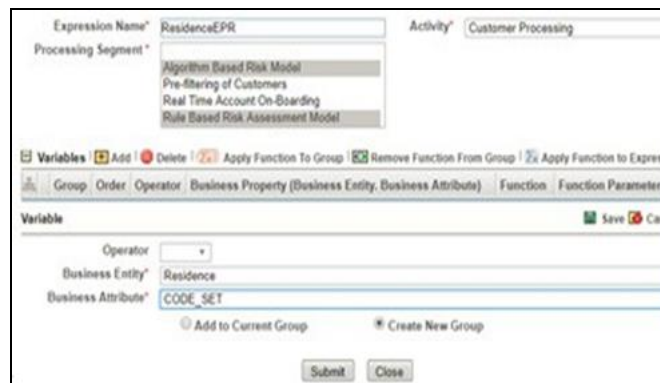 Expression Name* ResidenceEPR Activity* Customer Processing
Processing Segment*
Algorithm Based Risk Model
Pre-filtering of Customers
Real Time Account On-Boarding
Rule Based Risk Assessment Model
Variables Add Delete Apply Function To Group Remove Function From Group Apply Function to Expres
Group Order Operator Business Property (Business Entity. Business Attribute) Function Function Parameter
Variable Save Ca
Operator
Business Entity* Residence
Business Attribute* CODE_SET
Add to Current Group Create New Group
Submit Close